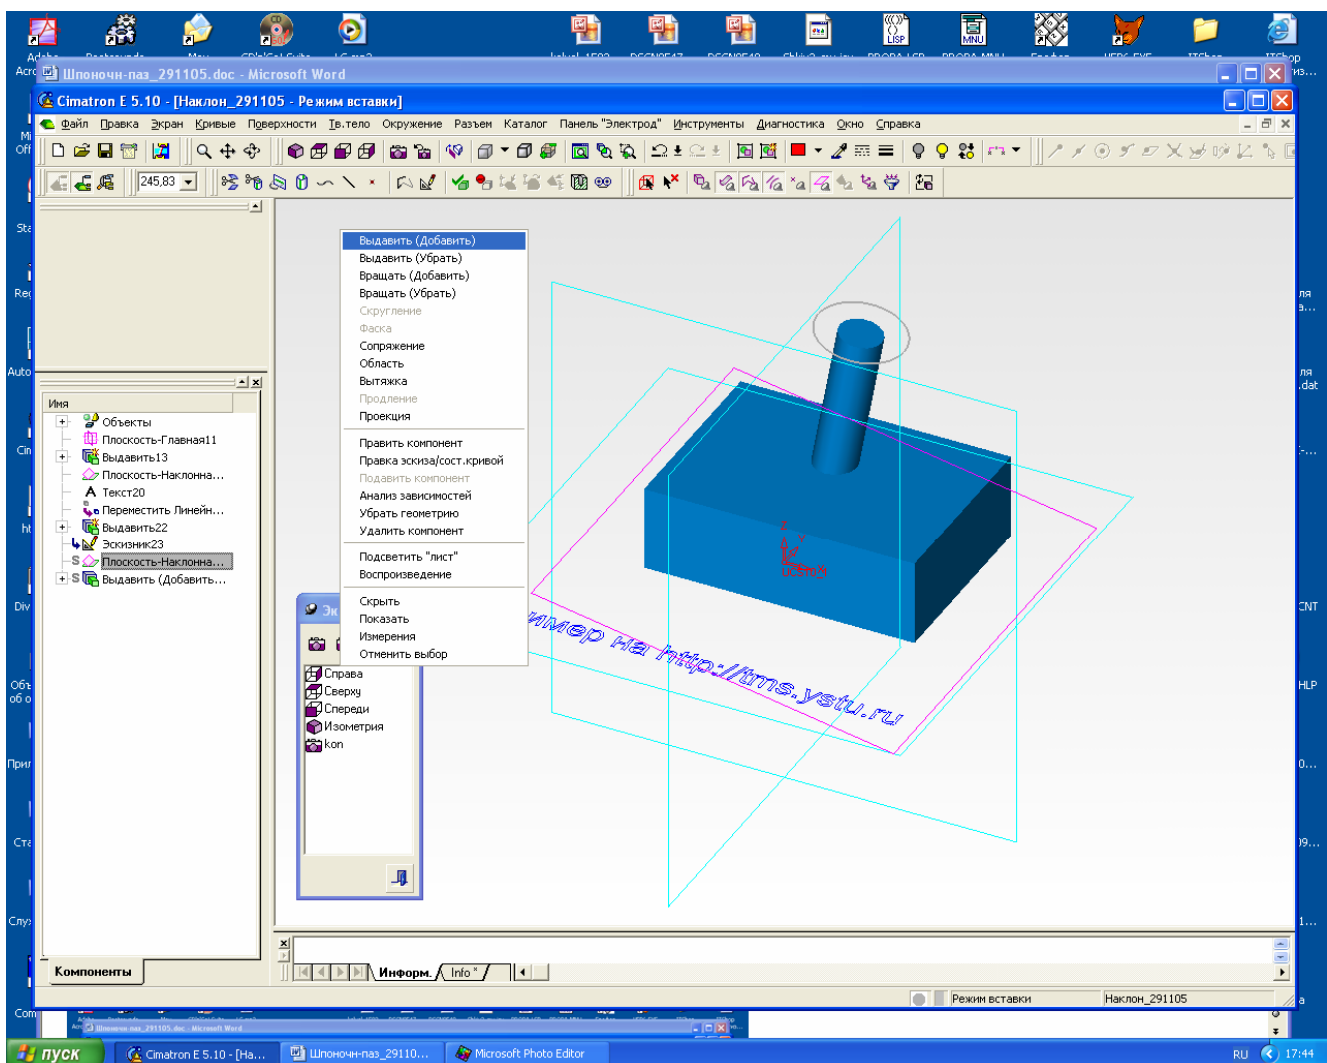 Шпоночн-паз_291105.doc - Microsoft Word
Cimatron E 5.10 - [Наклон_291105 - Режим вставки]
Файл Правка Экран Кривые Поверхности Тв.тело Окружение Разъем Каталог Панель "Электрод" Инструменты Диагностика Окно Справка
245,83
Имя
Объекты
Плоскость-Главная11
Выдавить13
Плоскость-Наклонна...
Текст20
Переместить Линейн...
Выдавить22
Эскизник23
Плоскость-Наклонна...
Выдавить (Добавить...
Компоненты
Выдавить (Добавить)
Выдавить (Убрать)
Вращать (Добавить)
Вращать (Убрать)
Скругление
Фаска
Сопряжение
Область
Вытяжка
Продление
Проекция
Править компонент
Правка эскиза/сост.кривой
Подавить компонент
Анализ зависимостей
Убрать геометрию
Удалить компонент
Подсветить "лист"
Воспроизведение
Скрыть
Показать
Измерения
Отменить выбор
Эк
Справа
Сверху
Спереди
Изометрия
kon
имер на http://tms.ystu.ru
Информ. Info
Режим вставки Наклон_291105
пуск Cimatron E 5.10 - [На... Шпоночн-паз_29110... Microsoft Photo Editor RU 17:44